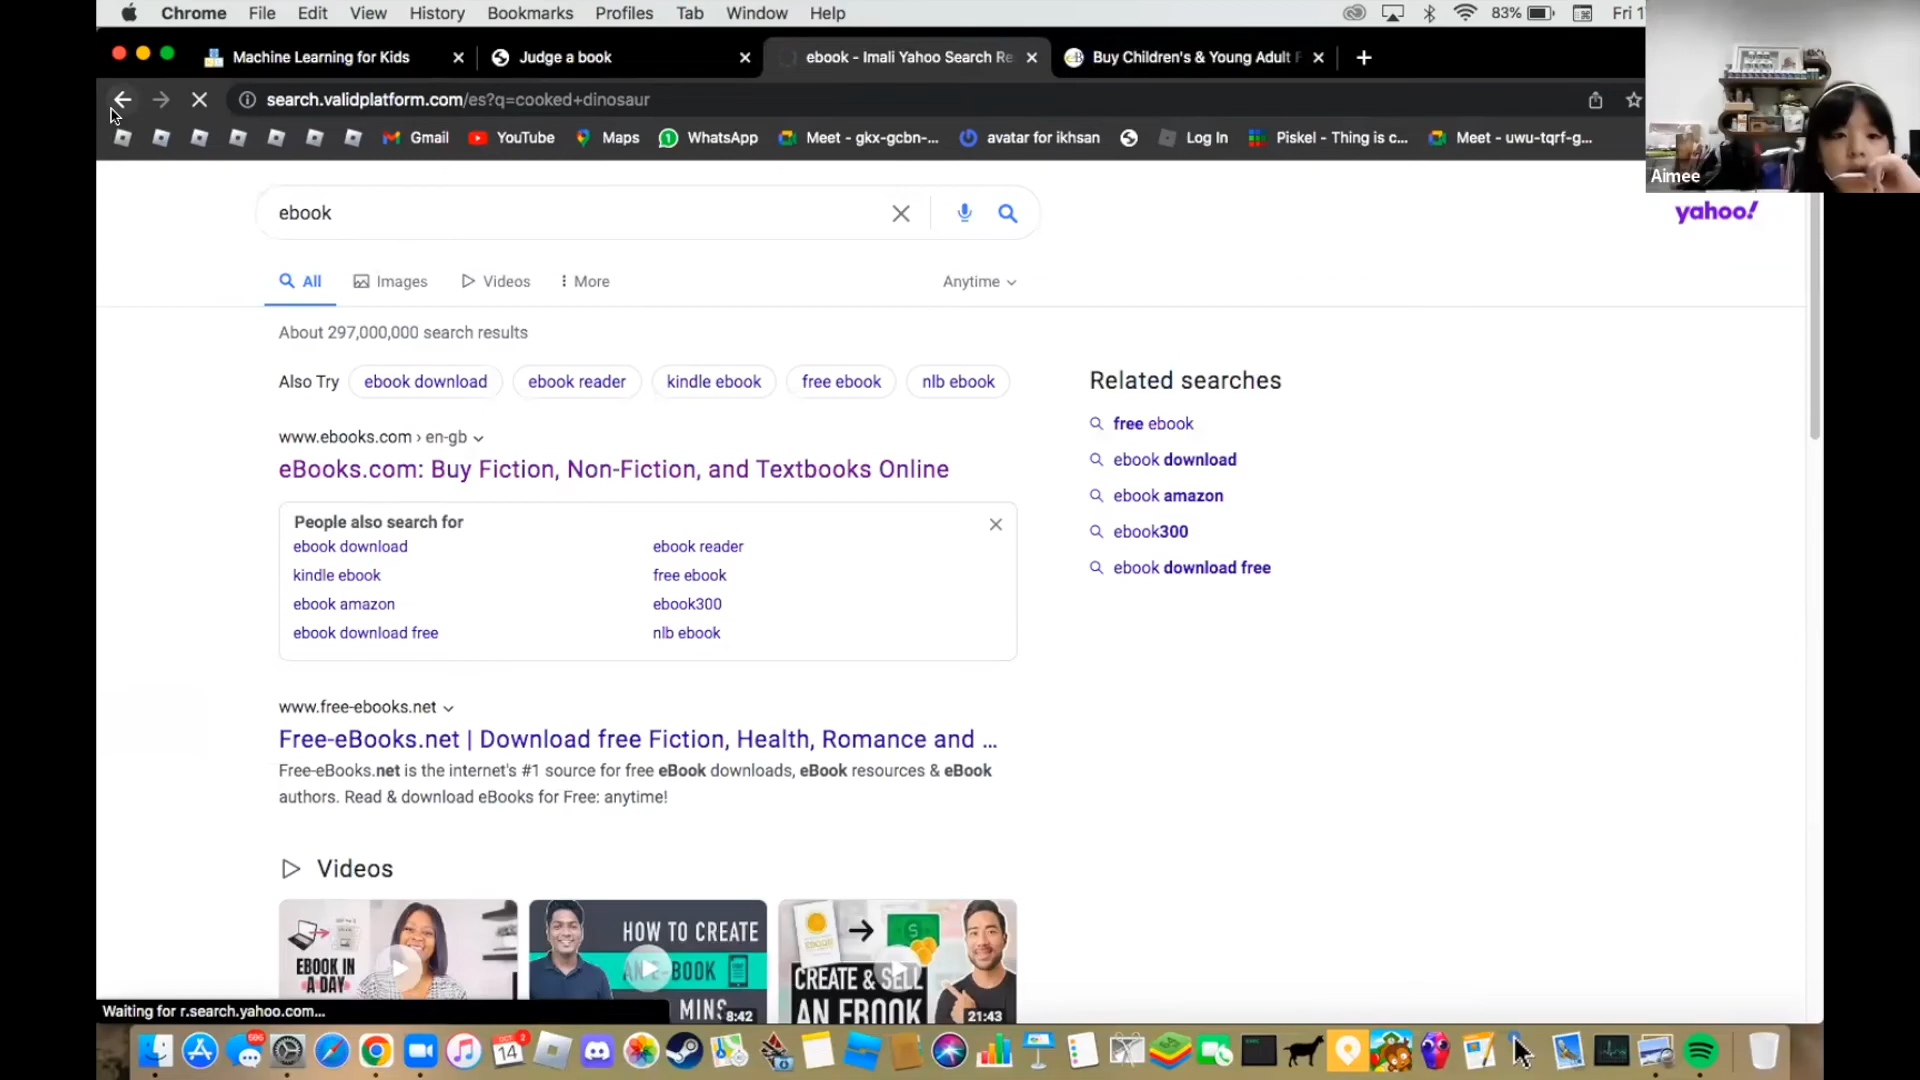 Chrome File Edit View History Bookmarks Profiles Tab Window Help 83% Fri 1
Machine Learning for Kids Judge a book ebook - Imali Yahoo Search Re Buy Children's & Young Adult F
search.validplatform.com/es?q=cooked+dinosaur
Gmail YouTube Maps WhatsApp Meet - gkx-gcbn-... avatar for ikhsan Log In Piskel - Thing is c... Meet - uwu-tqrf-g...
Aimee
ebook
yahoo!
All Images Videos More Anytime
About 297,000,000 search results
Also Try ebook download ebook reader kindle ebook free ebook nlb ebook
www.ebooks.com › en-gb
eBooks.com: Buy Fiction, Non-Fiction, and Textbooks Online
People also search for
ebook download ebook reader
kindle ebook free ebook
ebook amazon ebook300
ebook download free nlb ebook
Related searches
free ebook
ebook download
ebook amazon
ebook300
ebook download free
www.free-ebooks.net
Free-eBooks.net | Download free Fiction, Health, Romance and ...
Free-eBooks.net is the internet's #1 source for free eBook downloads, eBook resources & eBook
authors. Read & download eBooks for Free: anytime!
Videos
EBOOK IN
A DAY
HOW TO CREATE
AN E-BOOK
MINS
8:42
CREATE & SELL
AN EBOOK
21:43
Waiting for r.search.yahoo.com...
OCT
14
2